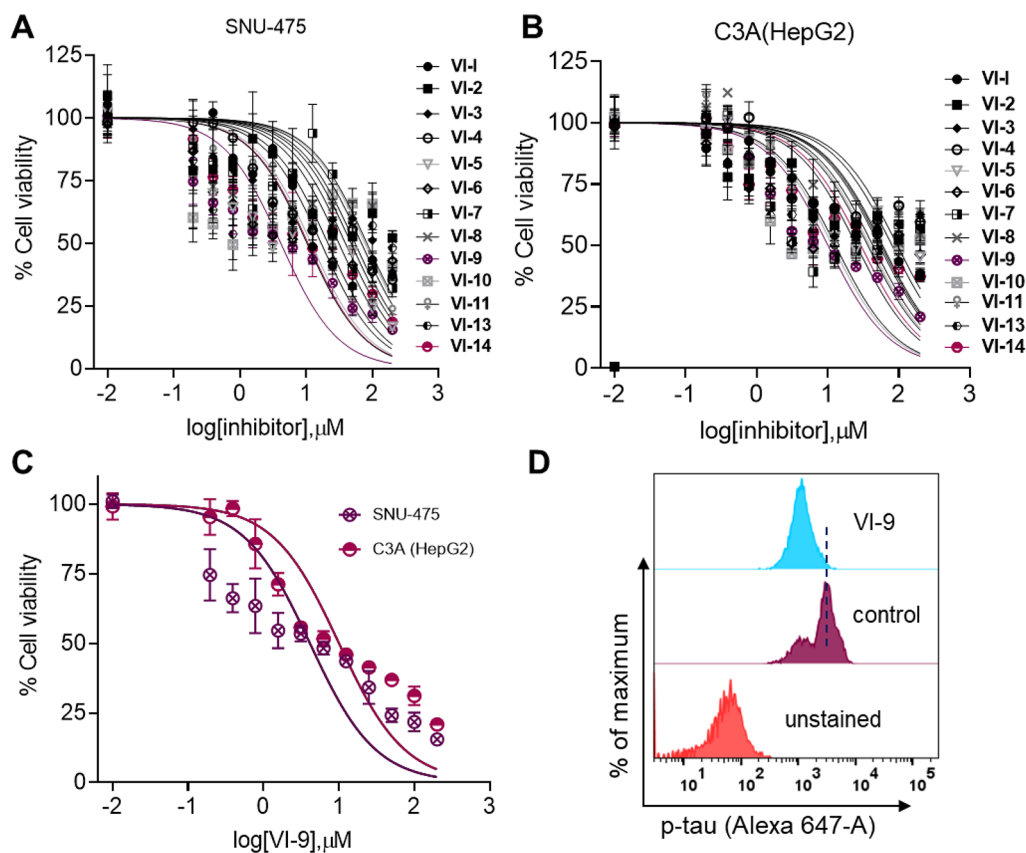 A
SNU-475
% Cell viability
125
100
75
50
25
0
-2
-1
0
1
2
3
log[inhibitor],μM
VI-I
VI-2
VI-3
VI-4
VI-5
VI-6
VI-7
VI-8
VI-9
VI-10
VI-11
VI-13
VI-14
B
C3A(HepG2)
% Cell viability
125
100
75
50
25
0
-2
-1
0
1
2
3
log[inhibitor],μM
VI-I
VI-2
VI-3
VI-4
VI-5
VI-6
VI-7
VI-8
VI-9
VI-10
VI-11
VI-13
VI-14
C
% Cell viability
100
75
50
25
0
-2
-1
0
1
2
3
log[VI-9],μM
SNU-475
C3A (HepG2)
D
% of maximum
VI-9
control
unstained
10¹
10²
10³
10⁴
10⁵
p-tau (Alexa 647-A)